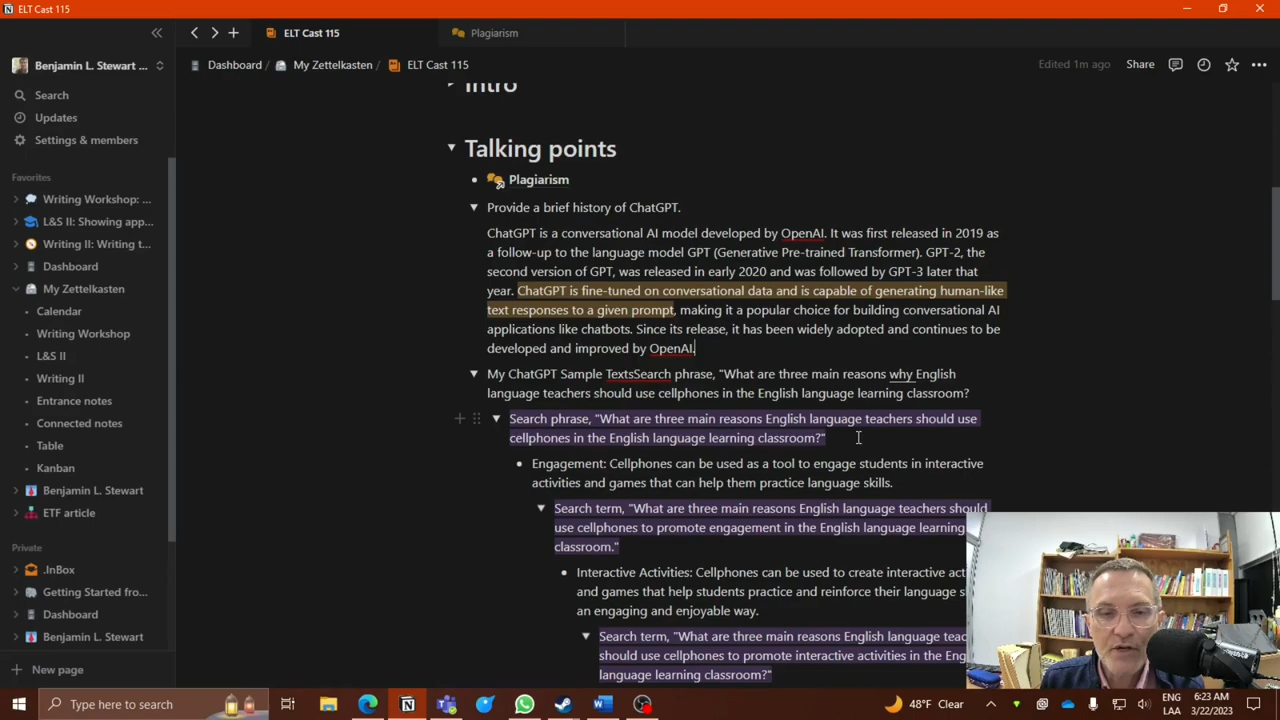 ELT Cast 115
ELT Cast 115
Plagiarism
Benjamin L. Stewart ...
Dashboard / My Zettelkasten / ELT Cast 115
Edited 1m ago
Share
Search
Updates
Settings & members
Favorites
Writing Workshop: ...
L&S II: Showing app...
Writing II: Writing t...
Dashboard
My Zettelkasten
Calendar
Writing Workshop
L&S II
Writing II
Entrance notes
Connected notes
Table
Kanban
Benjamin L. Stewart
ETF article
Private
.InBox
Getting Started fro...
Dashboard
Benjamin L. Stewart
New page
Intro
Talking points
Plagiarism
Provide a brief history of ChatGPT.
ChatGPT is a conversational AI model developed by OpenAI. It was first released in 2019 as
a follow-up to the language model GPT (Generative Pre-trained Transformer). GPT-2, the
second version of GPT, was released in early 2020 and was followed by GPT-3 later that
year. ChatGPT is fine-tuned on conversational data and is capable of generating human-like
text responses to a given prompt, making it a popular choice for building conversational AI
applications like chatbots. Since its release, it has been widely adopted and continues to be
developed and improved by OpenAI.
My ChatGPT Sample TextsSearch phrase, "What are three main reasons why English
language teachers should use cellphones in the English language learning classroom?
Search phrase, "What are three main reasons English language teachers should use
cellphones in the English language learning classroom?"
Engagement: Cellphones can be used as a tool to engage students in interactive
activities and games that can help them practice language skills.
Search term, "What are three main reasons English language teachers should
use cellphones to promote engagement in the English language learning
classroom."
Interactive Activities: Cellphones can be used to create interactive act
and games that help students practice and reinforce their language s
an engaging and enjoyable way.
Search term, "What are three main reasons English language teac
should use cellphones to promote interactive activities in the Eng
language learning classroom?"
Type here to search
48°F Clear
ENG
LAA
6:23 AM
3/22/2023